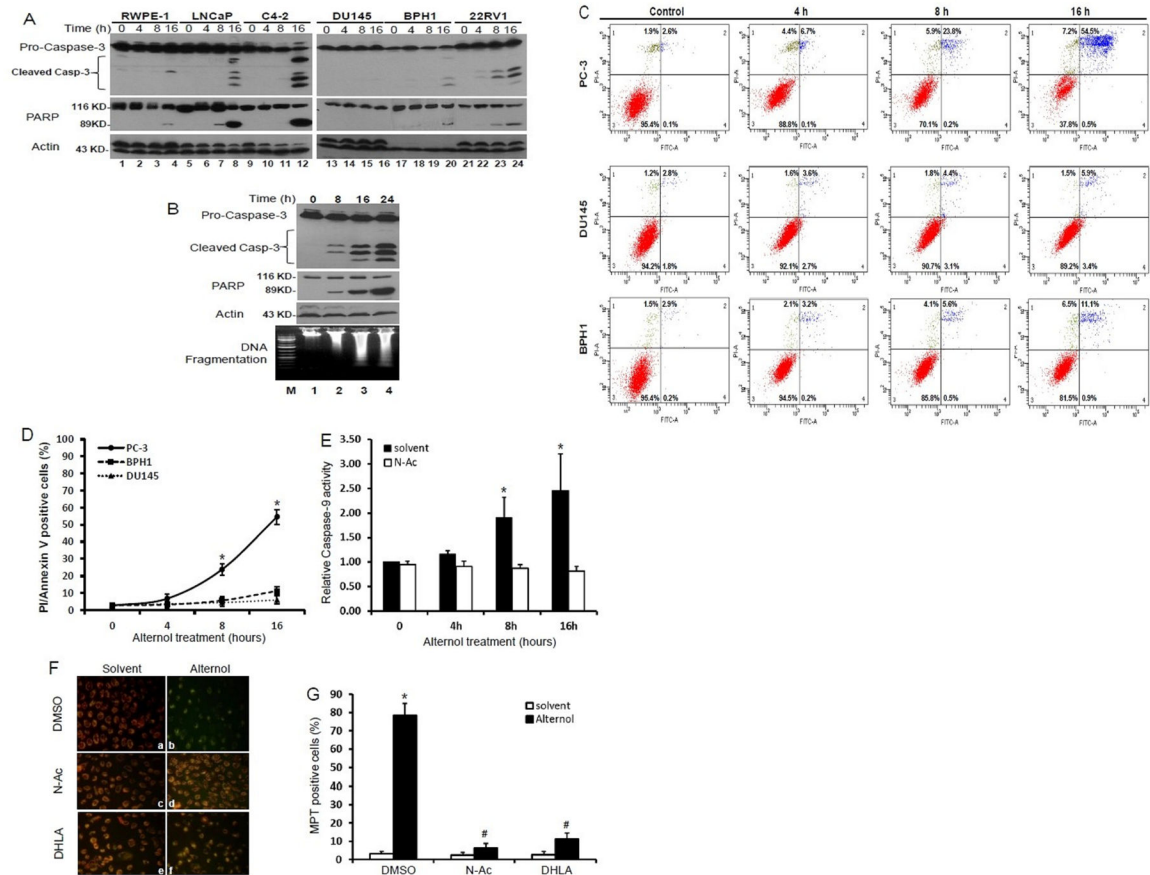 A
RWPE-1 LNCaP C4-2 DU145 BPH1 22RV1
Time (h) 0 4 8 16 0 4 8 16 0 4 8 16 0 4 8 16 0 4 8 16 0 4 8 16
Pro-Caspase-3
Cleaved Casp-3
PARP
116 KD-
89KD-
Actin 43 KD-
1 2 3 4 5 6 7 8 9 10 11 12 13 14 15 16 17 18 19 20 21 22 23 24
B
Time (h) 0 8 16 24
Pro-Caspase-3
Cleaved Casp-3
PARP
116 KD-
89KD-
Actin 43 KD-
DNA
Fragmentation
M 1 2 3 4
C
Control 4 h 8 h 16 h
PC-3
1.9% 2.6%
95.4% 0.1%
4.4% 6.7%
88.8% 0.1%
5.9% 23.8%
70.1% 0.2%
7.2% 54.5%
37.8% 0.5%
PI-A
FITC-A
DU145
1.2% 2.8%
94.2% 1.8%
1.6% 3.6%
92.1% 2.7%
1.8% 4.4%
90.7% 3.1%
1.5% 5.9%
89.2% 3.4%
PI-A
FITC-A
BPH1
1.5% 2.9%
95.4% 0.2%
2.1% 3.2%
94.5% 0.2%
4.1% 5.6%
85.8% 0.5%
6.5% 11.1%
81.5% 0.9%
PI-A
FITC-A
D
PI/Annexin V positive cells (%)
100
90
80
70
60
50
40
30
20
10
0
PC-3
BPH1
DU145
*
*
0 4 8 16
Alternol treatment (hours)
E
Relative Caspase-9 activity
3.50
3.00
2.50
2.00
1.50
1.00
0.50
0.00
solvent
N-Ac
*
*
0 4h 8h 16h
Alternol treatment (hours)
F
Solvent Alternol
DMSO
a b
N-Ac
c d
DHLA
e f
G
MPT positive cells (%)
90
80
70
60
50
40
30
20
10
0
solvent
Alternol
*
#
#
DMSO N-Ac DHLA